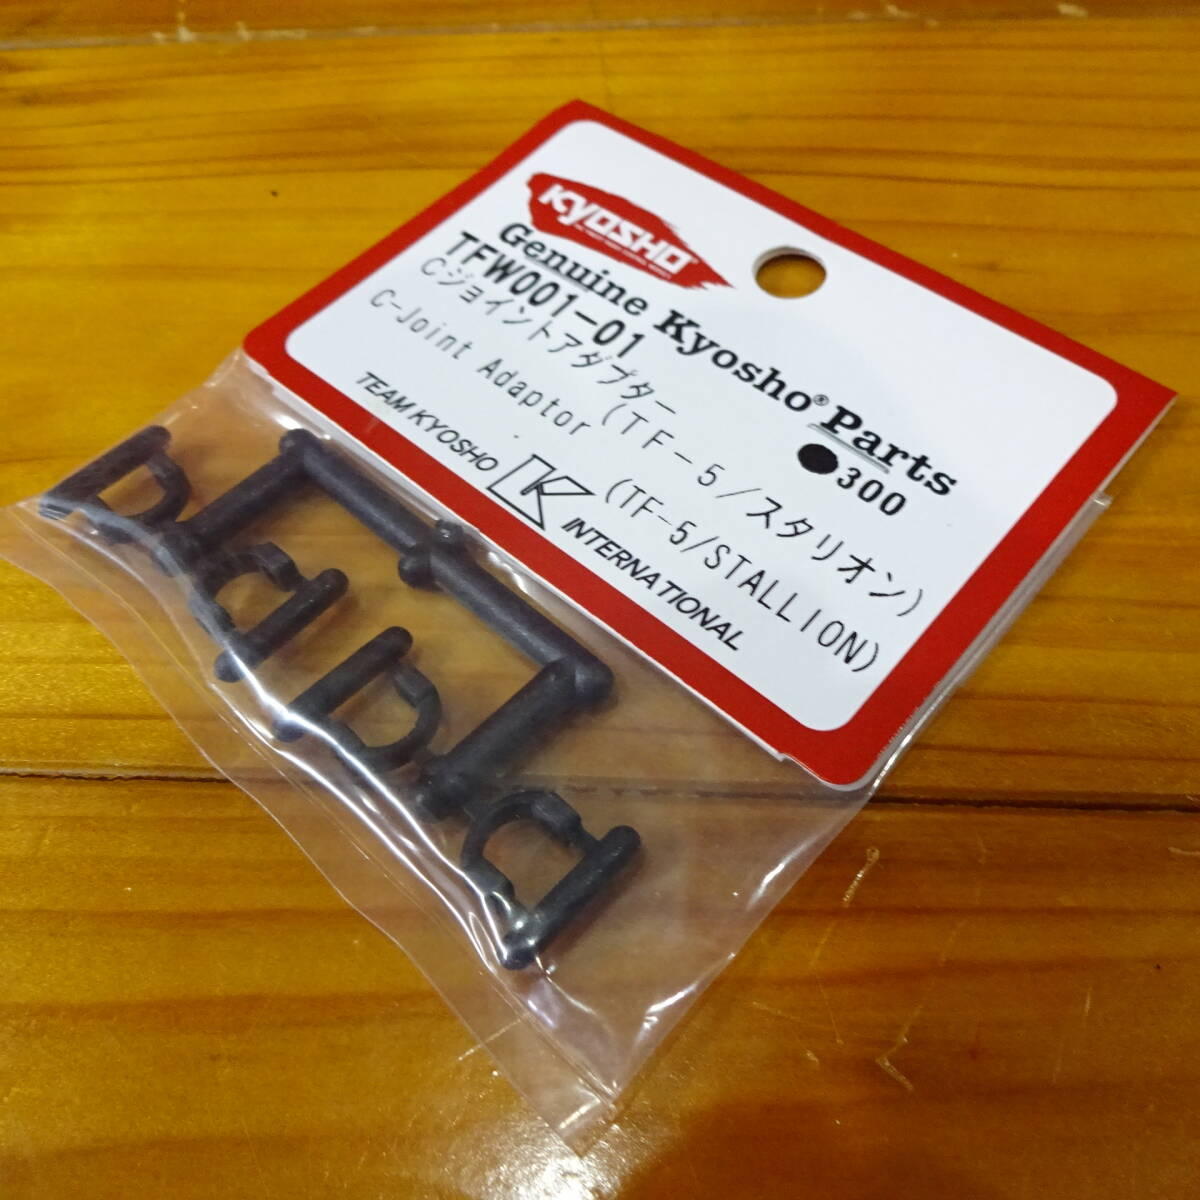 KYOSHO
Genuine Kyosho® Parts
TFW001-01 ●300
Cジョイントアダプター(TF-5/スタリオン)
C-Joint Adaptor (TF-5/STALLION)
TEAM KYOSHO K INTERNATIONAL